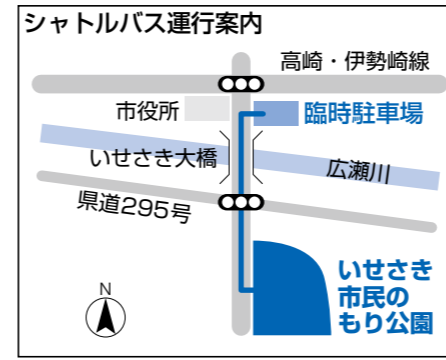 シャトルバス運行案内
高崎・伊勢崎線
市役所
臨時駐車場
いせさき大橋
広瀬川
県道295号
いせさき
市民の
もり公園
N